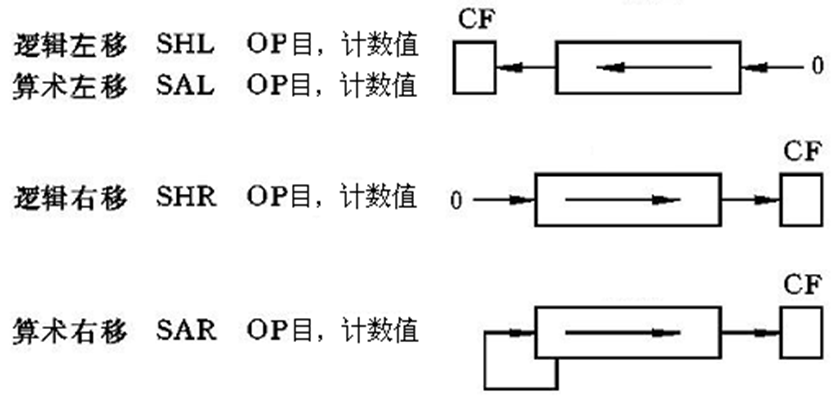 CF
逻辑左移 SHL OP目，计数值
算术左移 SAL OP目，计数值
0
CF
逻辑右移 SHR OP目，计数值
0
CF
算术右移 SAR OP目，计数值